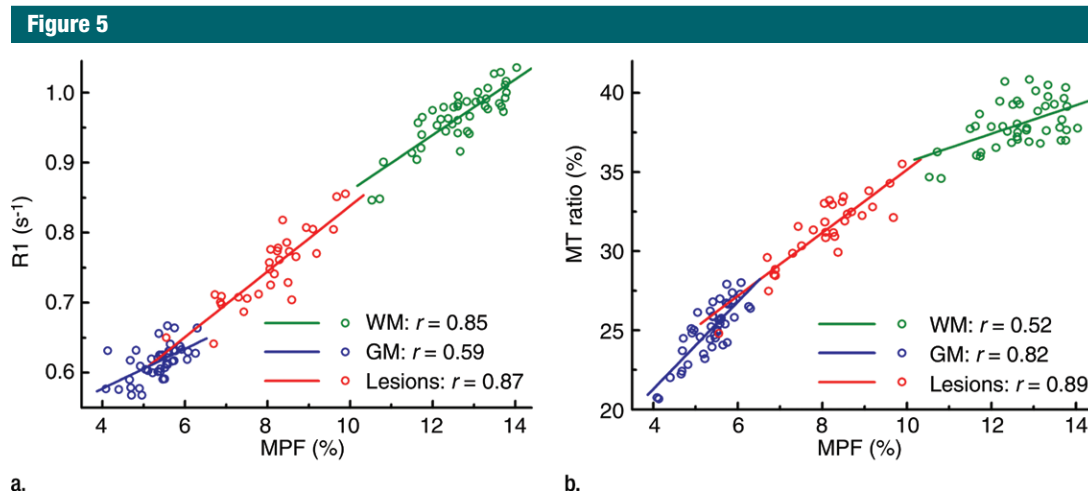 Figure 5
1.0
0.9
0.8
0.7
0.6
R1 (s⁻¹)
WM: r = 0.85
GM: r = 0.59
Lesions: r = 0.87
4 6 8 10 12 14
MPF (%)
a.
40
35
30
25
20
MT ratio (%)
WM: r = 0.52
GM: r = 0.82
Lesions: r = 0.89
4 6 8 10 12 14
MPF (%)
b.